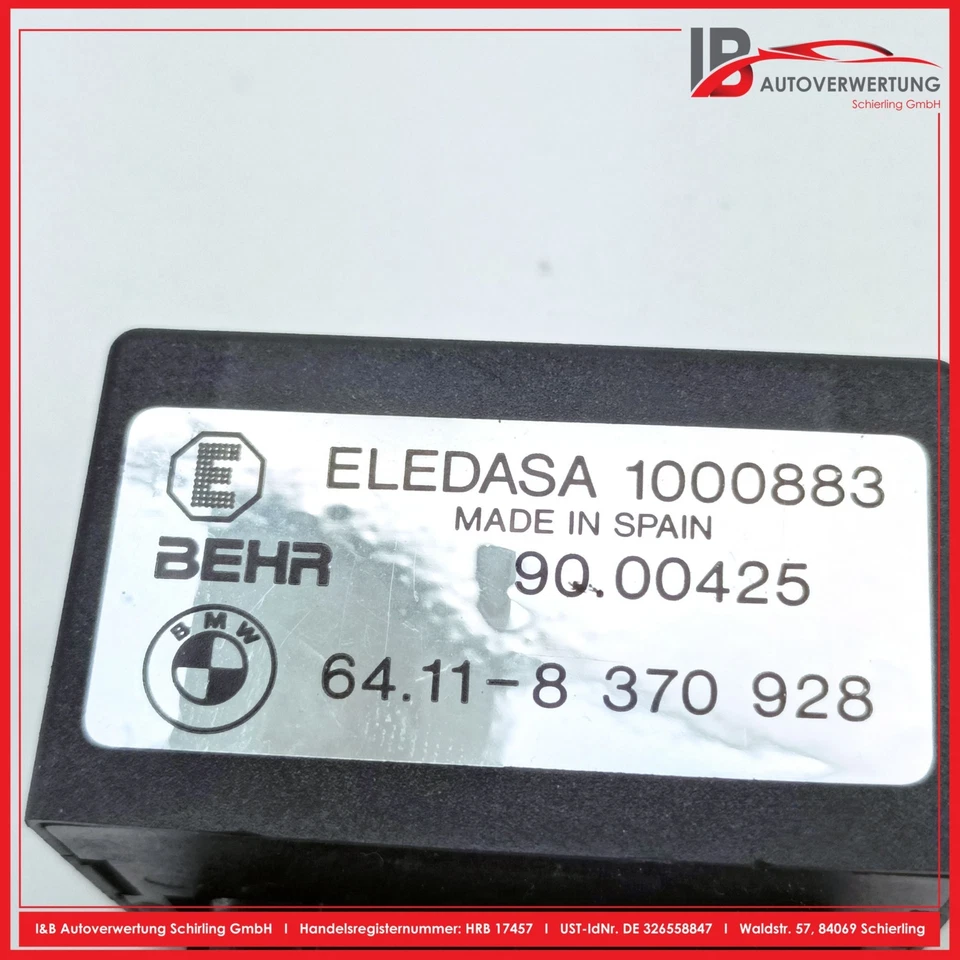 IB
AUTOVERWERTUNG
Schierling GmbH
E
ELEDASA 1000883
MADE IN SPAIN
BEHR
90.00425
BMW
64.11-8 370 928
I&B Autoverwertung Schirling GmbH I Handelsregisternummer: HRB 17457 I UST-IdNr. DE 326558847 I Waldstr. 57, 84069 Schierling